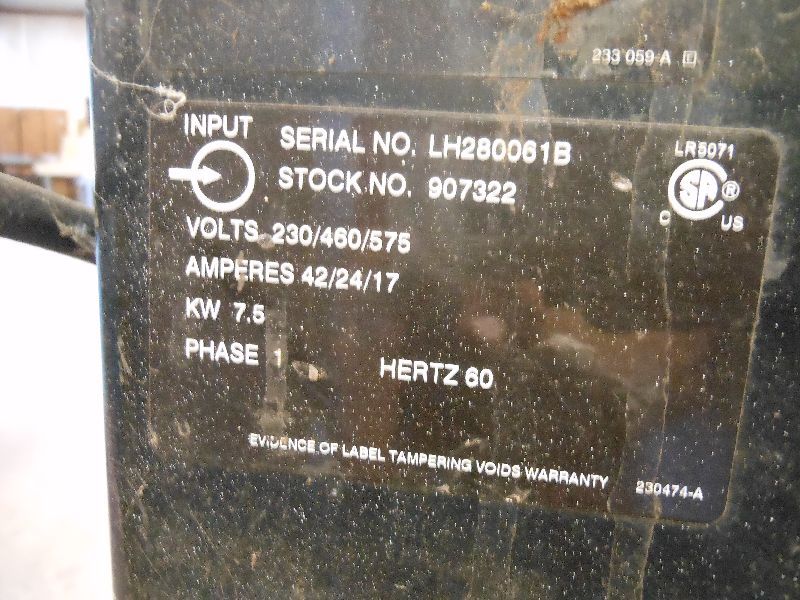 233 059-A E
INPUT
SERIAL NO. LH280061B
STOCK NO. 907322
LR5071
SA ®
C US
VOLTS 230/460/575
AMPERES 42/24/17
KW 7.5
PHASE 1
HERTZ 60
EVIDENCE OF LABEL TAMPERING VOIDS WARRANTY
230474-A